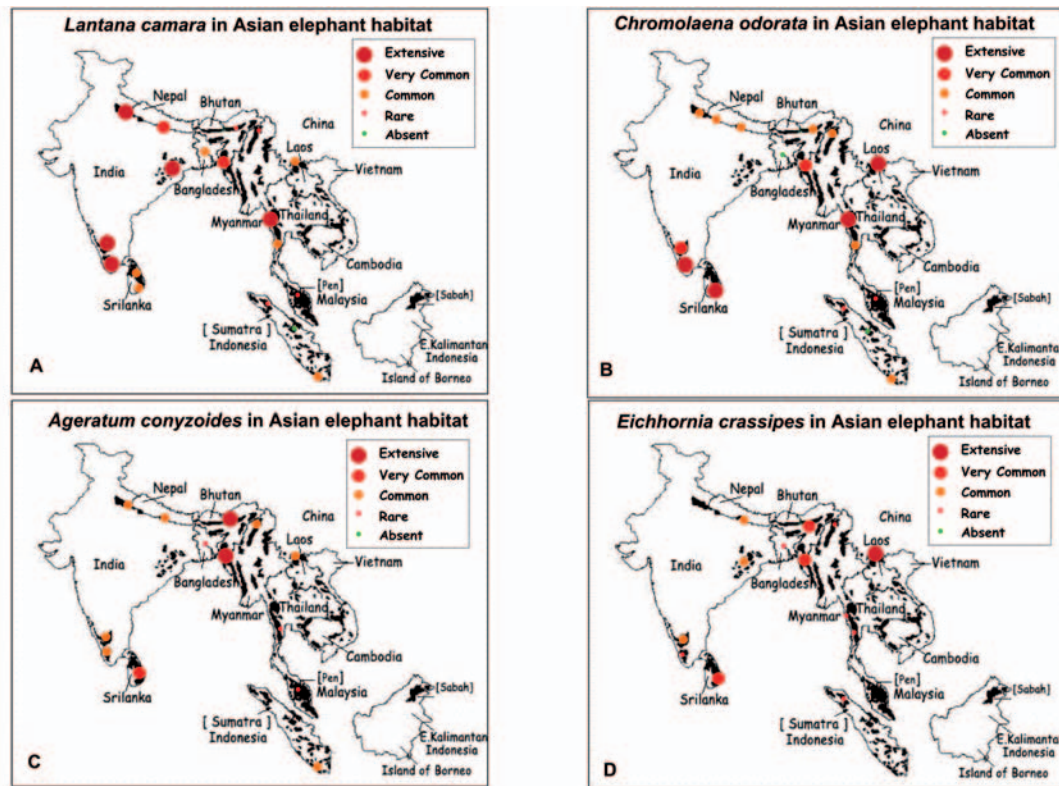 Lantana camara in Asian elephant habitat
Extensive
Very Common
Common
Rare
Absent
Nepal
Bhutan
China
India
Laos
Vietnam
Bangladesh
Myanmar
Thailand
Cambodia
Srilanka
[Pen]
Malaysia
[Sabah]
[ Sumatra ]
Indonesia
E.Kalimantan
Indonesia
Island of Borneo
A
Chromolaena odorata in Asian elephant habitat
Extensive
Very Common
Common
Rare
Absent
Nepal
Bhutan
China
India
Laos
Vietnam
Bangladesh
Myanmar
Thailand
Cambodia
Srilanka
[Pen]
Malaysia
[Sabah]
[ Sumatra ]
Indonesia
E.Kalimantan
Indonesia
Island of Borneo
B
Ageratum conyzoides in Asian elephant habitat
Extensive
Very Common
Common
Rare
Absent
Nepal
Bhutan
China
India
Laos
Vietnam
Bangladesh
Myanmar
Thailand
Cambodia
Srilanka
[Pen]
Malaysia
[Sabah]
[ Sumatra ]
Indonesia
E.Kalimantan
Indonesia
Island of Borneo
C
Eichhornia crassipes in Asian elephant habitat
Extensive
Very Common
Common
Rare
Absent
Nepal
Bhutan
China
India
Laos
Vietnam
Bangladesh
Myanmar
Thailand
Cambodia
Srilanka
[Pen]
Malaysia
[Sabah]
[ Sumatra ]
Indonesia
E.Kalimantan
Indonesia
Island of Borneo
D